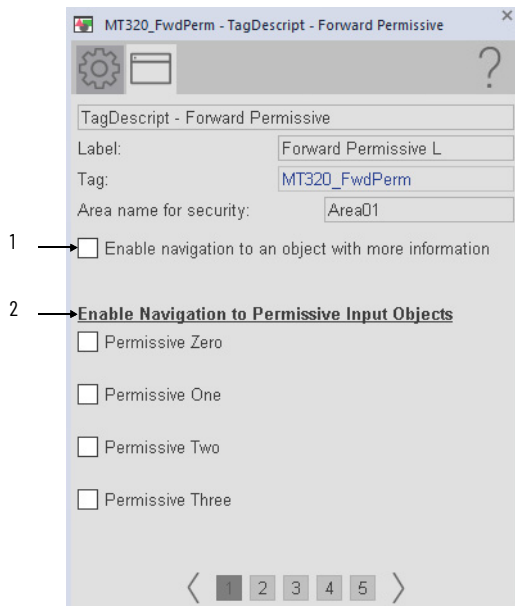 MT320_FwdPerm - TagDescript - Forward Permissive
×
?
TagDescript - Forward Permissive
Label: Forward Permissive L
Tag: MT320_FwdPerm
Area name for security: Area01
1 Enable navigation to an object with more information
2 Enable Navigation to Permissive Input Objects
Permissive Zero
Permissive One
Permissive Two
Permissive Three
1 2 3 4 5